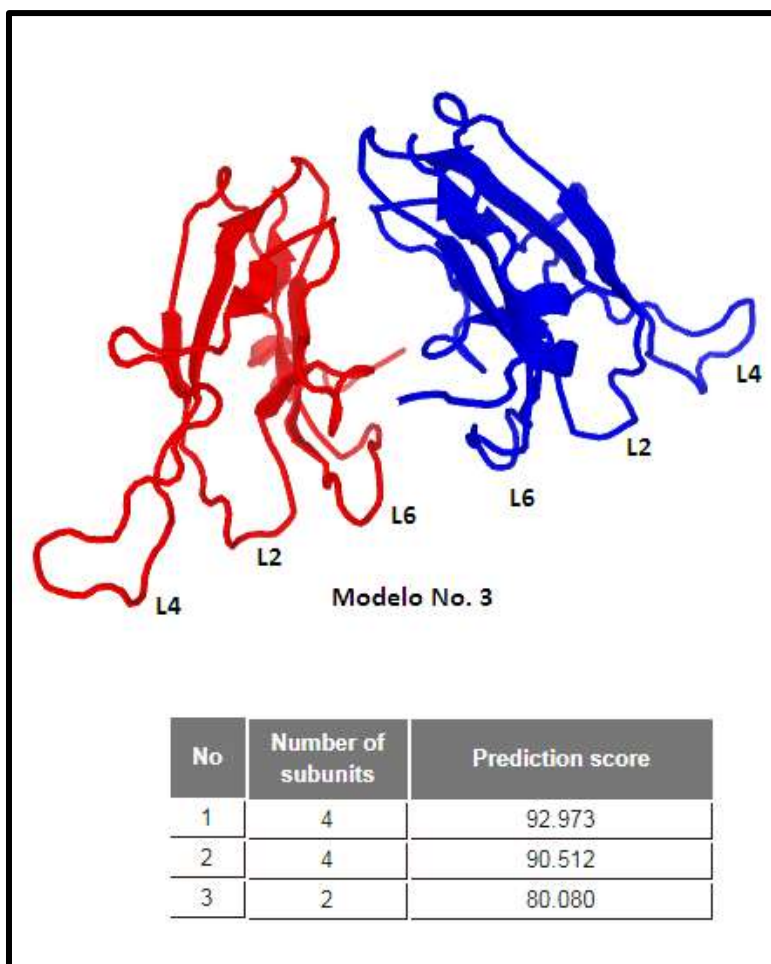 L4
L2
L6
L6
L2
L4
Modelo No. 3
No Number of subunits Prediction score
1 4 92.973
2 4 90.512
3 2 80.080